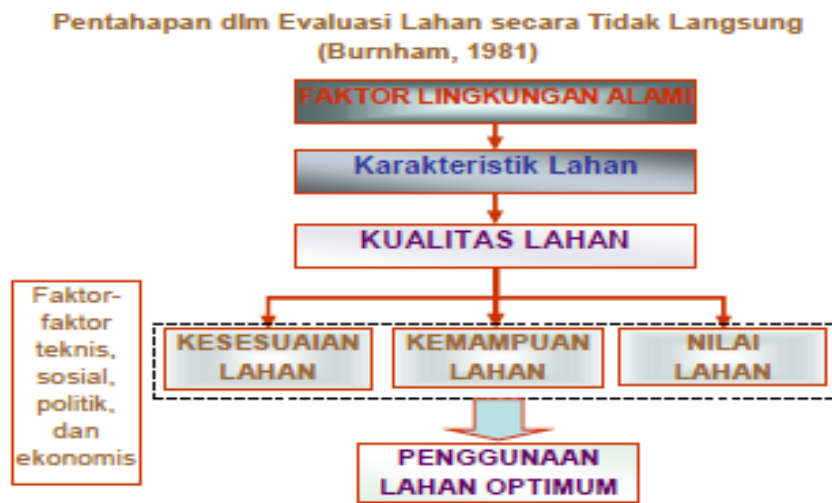 Pentahapan dlm Evaluasi Lahan secara Tidak Langsung
(Burnham, 1981)
FAKTOR LINGKUNGAN ALAMI
Karakteristik Lahan
KUALITAS LAHAN
Faktor-
faktor
teknis,
sosial,
politik,
dan
ekonomis
KESESUAIAN
LAHAN
KEMAMPUAN
LAHAN
NILAI
LAHAN
PENGGUNAAN
LAHAN OPTIMUM